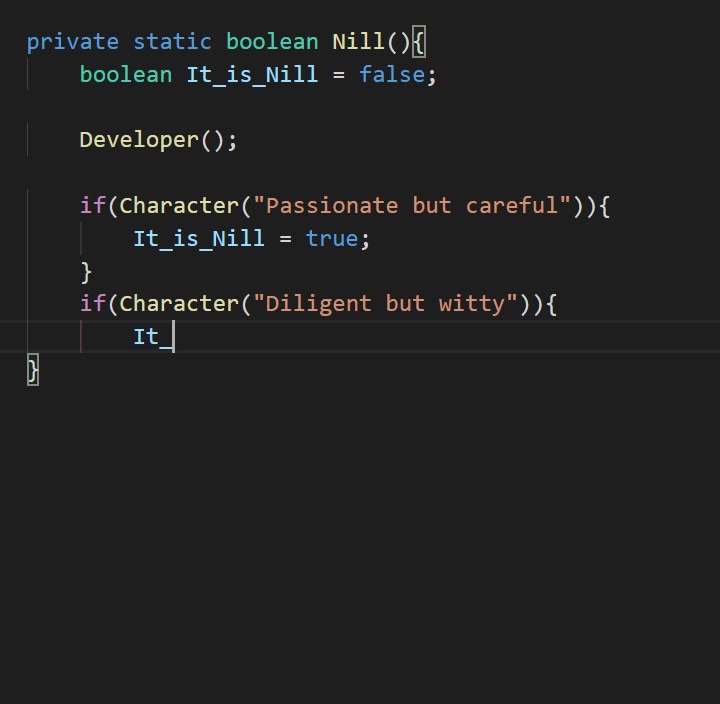 private static boolean Nill(){
boolean It_is_Nill = false;
Developer();
if(Character("Passionate but careful")){
It_is_Nill = true;
}
if(Character("Diligent but witty")){
It_
}